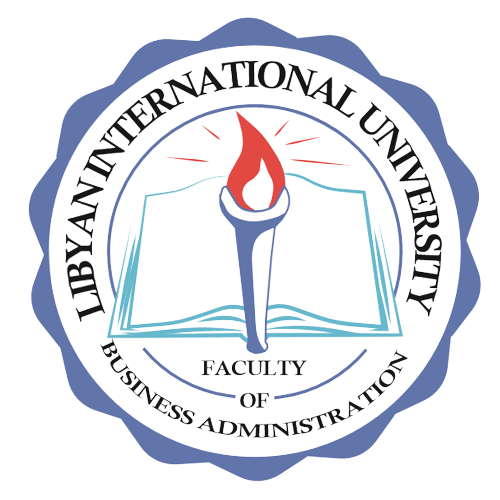 LIBYAN INTERNATIONAL UNIVERSITY
FACULTY
OF
BUSINESS ADMINISTRATION